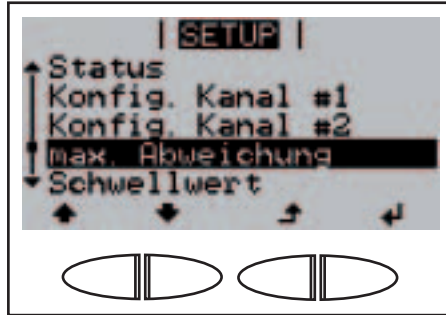 SETUP
Status
Konfig. Kanal #1
Konfig. Kanal #2
max. Abweichung
Schwellwert